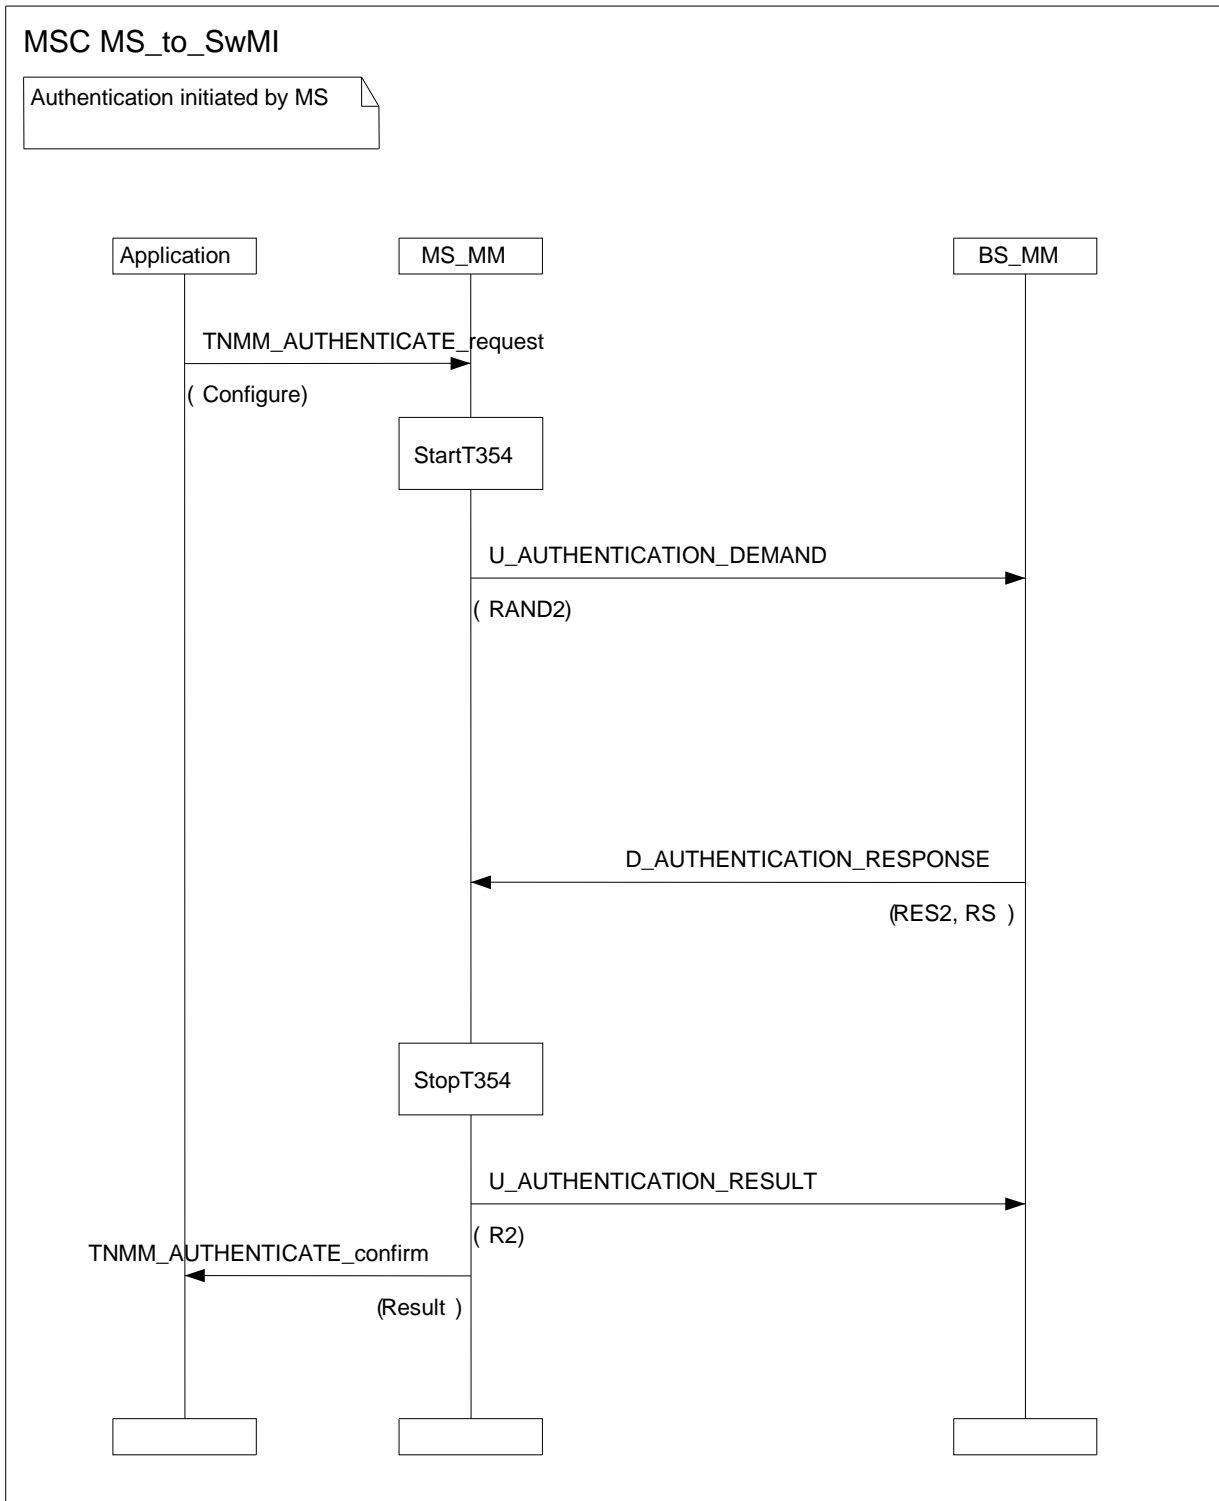 MSC MS_to_SwMI
Authentication initiated by MS
Application MS_MM BS_MM
TNMM_AUTHENTICATE_request
( Configure)
StartT354
U_AUTHENTICATION_DEMAND
( RAND2)
D_AUTHENTICATION_RESPONSE
(RES2, RS )
StopT354
U_AUTHENTICATION_RESULT
( R2)
TNMM_AUTHENTICATE_confirm
(Result )